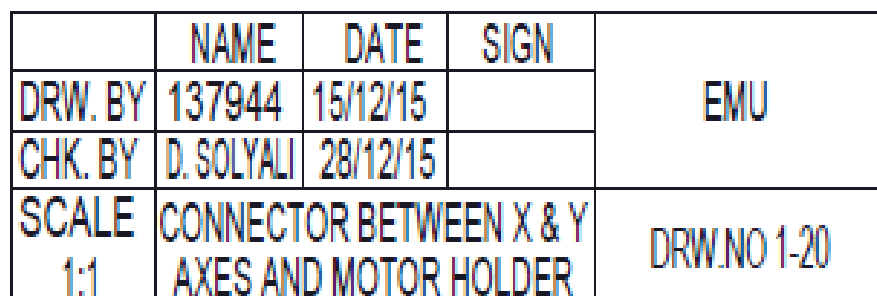 NAME DATE SIGN
DRW. BY 137944 15/12/15
EMU
CHK. BY D. SOLYALI 28/12/15
SCALE
1:1
CONNECTOR BETWEEN X & Y
AXES AND MOTOR HOLDER
DRW.NO 1-20